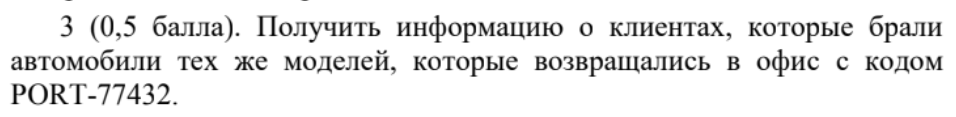 3 (0,5 балла). Получить информацию о клиентах, которые брали
автомобили тех же моделей, которые возвращались в офис с кодом
PORT-77432.